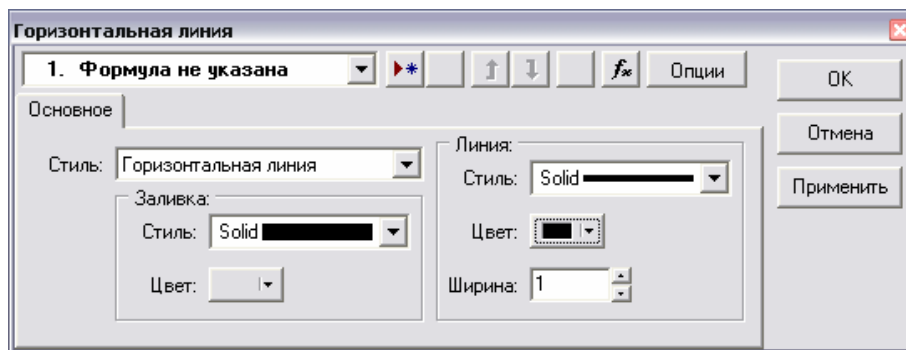 Горизонтальная линия
1. Формула не указана
fx
Опции
OK
Основное
Отмена
Применить
Стиль: Горизонтальная линия
Заливка:
Стиль: Solid
Цвет:
Линия:
Стиль: Solid
Цвет:
Ширина: 1